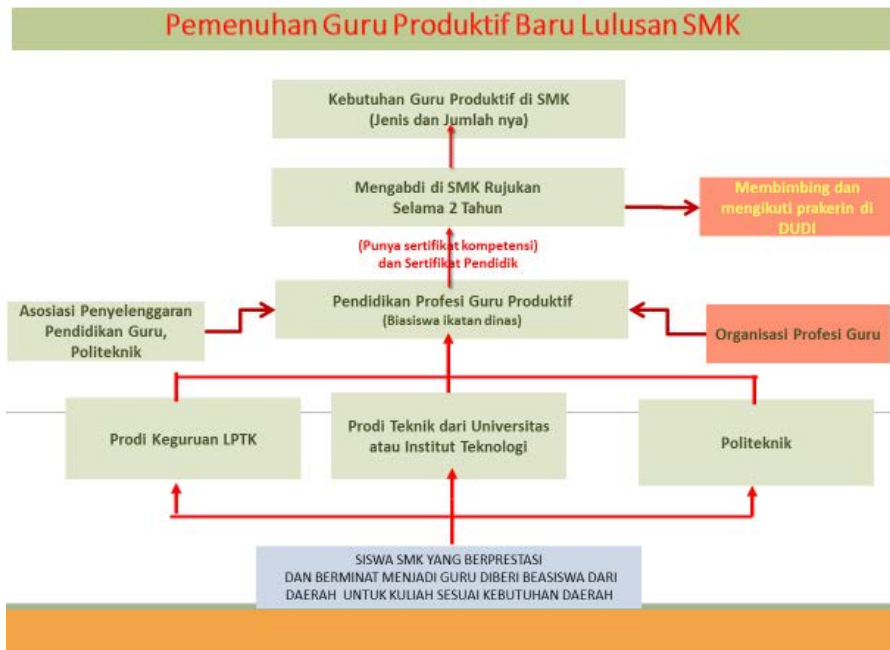 Pemenuhan Guru Produktif Baru Lulusan SMK
Kebutuhan Guru Produktif di SMK
(Jenis dan Jumlah nya)
Mengabdi di SMK Rujukan
Selama 2 Tahun
Membimbing dan
mengikuti prakerin di
DUDI
(Punya sertifikat kompetensi)
dan Sertifikat Pendidik
Asosiasi Penyelenggaran
Pendidikan Guru,
Politeknik
Pendidikan Profesi Guru Produktif
(Biasiswa ikatan dinas)
Organisasi Profesi Guru
Prodi Keguruan LPTK
Prodi Teknik dari Universitas
atau Institut Teknologi
Politeknik
SISWA SMK YANG BERPRESTASI
DAN BERMINAT MENJADI GURU DIBERI BEASISWA DARI
DAERAH UNTUK KULIAH SESUAI KEBUTUHAN DAERAH